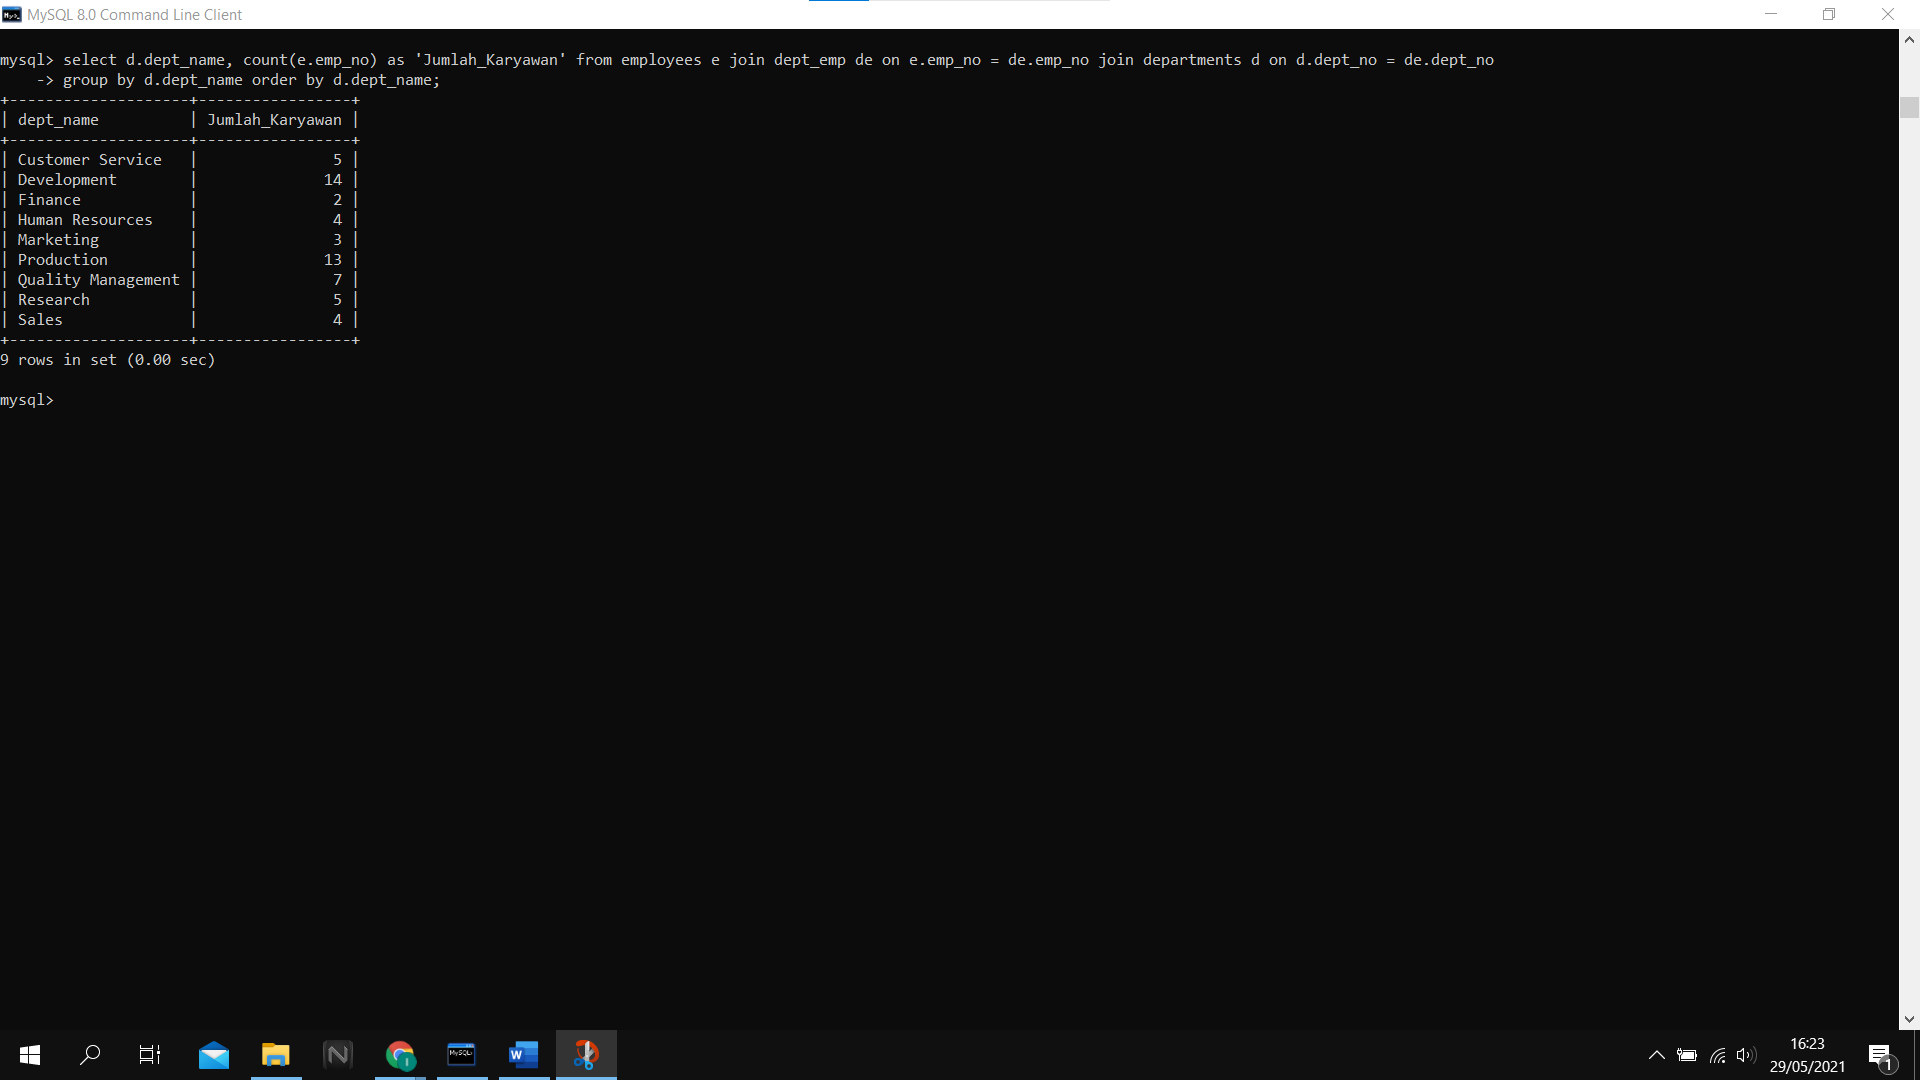 MySQL 8.0 Command Line Client
mysql> select d.dept_name, count(e.emp_no) as 'Jumlah_Karyawan' from employees e join dept_emp de on e.emp_no = de.emp_no join departments d on d.dept_no = de.dept_no
    -> group by d.dept_name order by d.dept_name;
+--------------------+-----------------+
| dept_name          | Jumlah_Karyawan |
+--------------------+-----------------+
| Customer Service   |               5 |
| Development        |              14 |
| Finance            |               2 |
| Human Resources    |               4 |
| Marketing          |               3 |
| Production         |              13 |
| Quality Management |               7 |
| Research           |               5 |
| Sales              |               4 |
+--------------------+-----------------+
9 rows in set (0.00 sec)
mysql>
16:23
29/05/2021
1